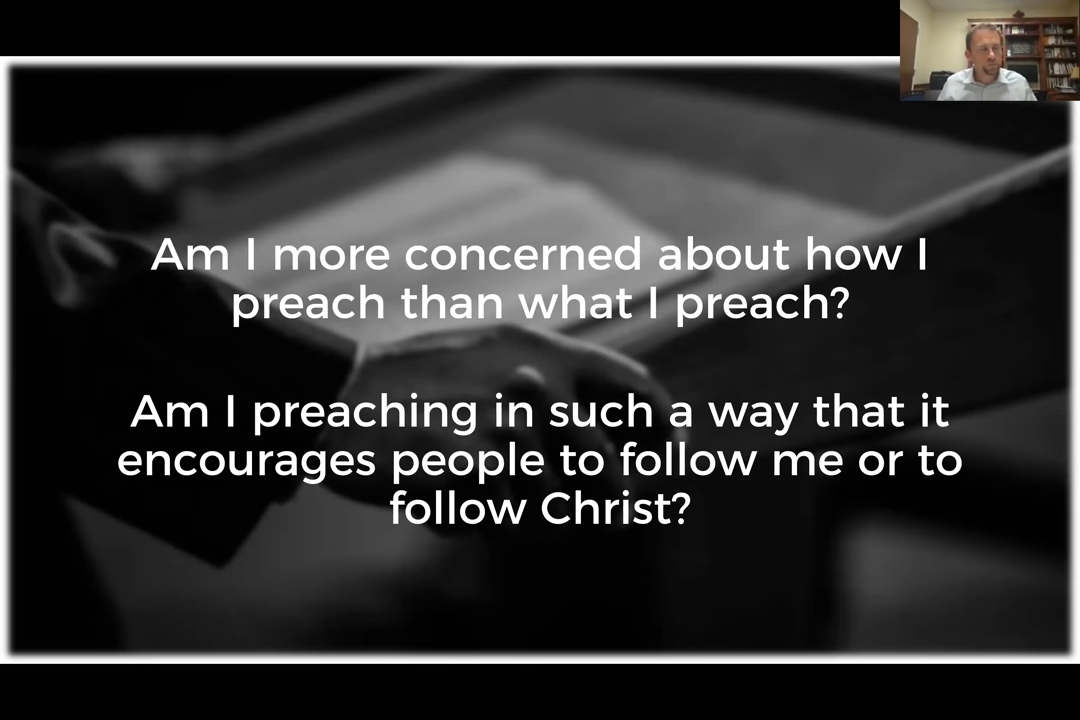 Am I more concerned about how I
preach than what I preach?
Am I preaching in such a way that it
encourages people to follow me or to
follow Christ?